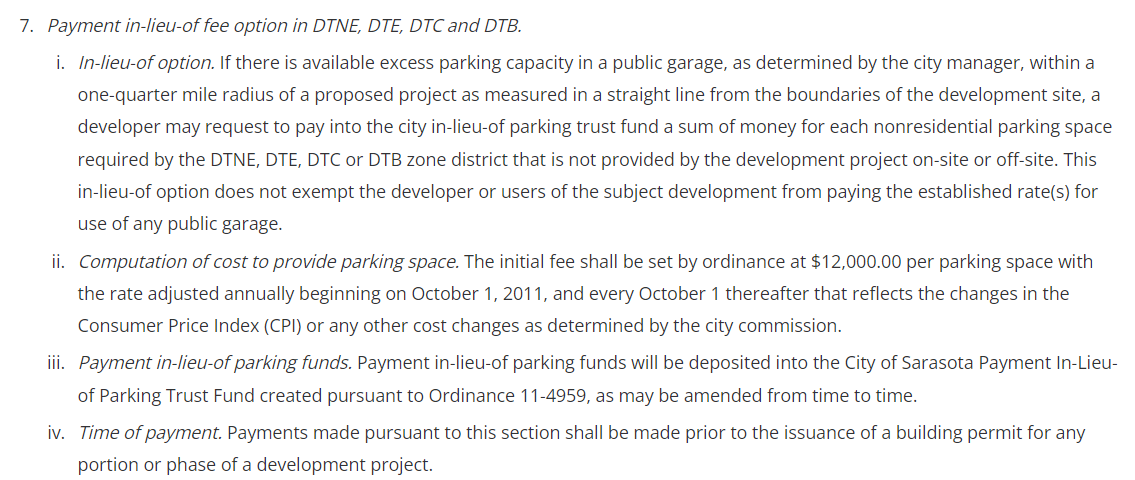 7. Payment in-lieu-of fee option in DTNE, DTE, DTC and DTB.
i. In-lieu-of option. If there is available excess parking capacity in a public garage, as determined by the city manager, within a
one-quarter mile radius of a proposed project as measured in a straight line from the boundaries of the development site, a
developer may request to pay into the city in-lieu-of parking trust fund a sum of money for each nonresidential parking space
required by the DTNE, DTE, DTC or DTB zone district that is not provided by the development project on-site or off-site. This
in-lieu-of option does not exempt the developer or users of the subject development from paying the established rate(s) for
use of any public garage.
ii. Computation of cost to provide parking space. The initial fee shall be set by ordinance at $12,000.00 per parking space with
the rate adjusted annually beginning on October 1, 2011, and every October 1 thereafter that reflects the changes in the
Consumer Price Index (CPI) or any other cost changes as determined by the city commission.
iii. Payment in-lieu-of parking funds. Payment in-lieu-of parking funds will be deposited into the City of Sarasota Payment In-Lieu-
of Parking Trust Fund created pursuant to Ordinance 11-4959, as may be amended from time to time.
iv. Time of payment. Payments made pursuant to this section shall be made prior to the issuance of a building permit for any
portion or phase of a development project.